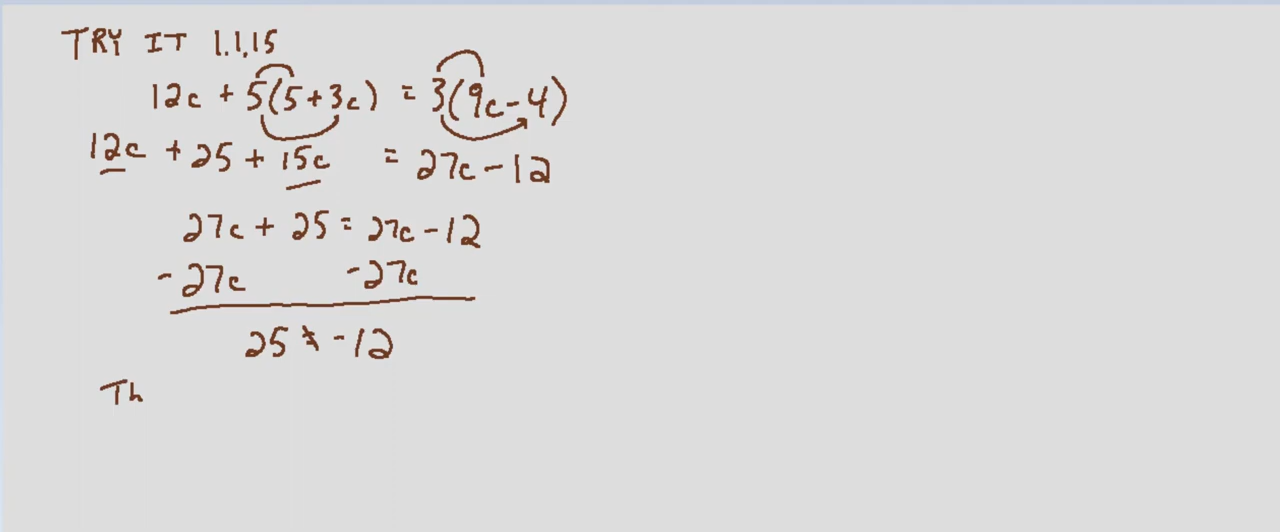 TRY IT 1.1.15
12c + 5(5+3c) = 3(9c-4)
12c + 25 + 15c = 27c - 12
27c + 25 = 27c - 12
-27c -27c
25 ≠ -12
Th